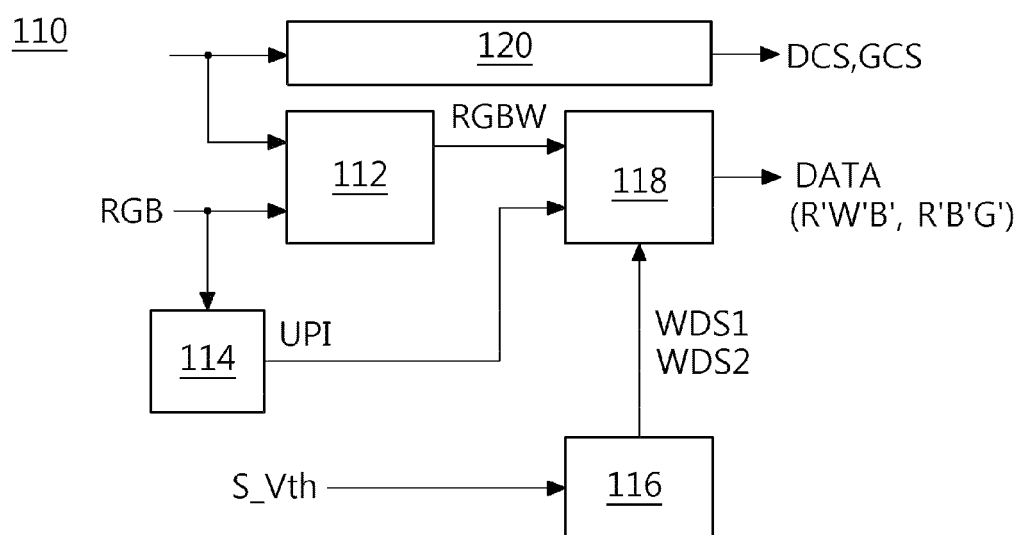 110
120
DCS,GCS
RGBW
112
118
DATA
(R'W'B', R'B'G')
RGB
114
UPI
WDS1
WDS2
S_Vth
116